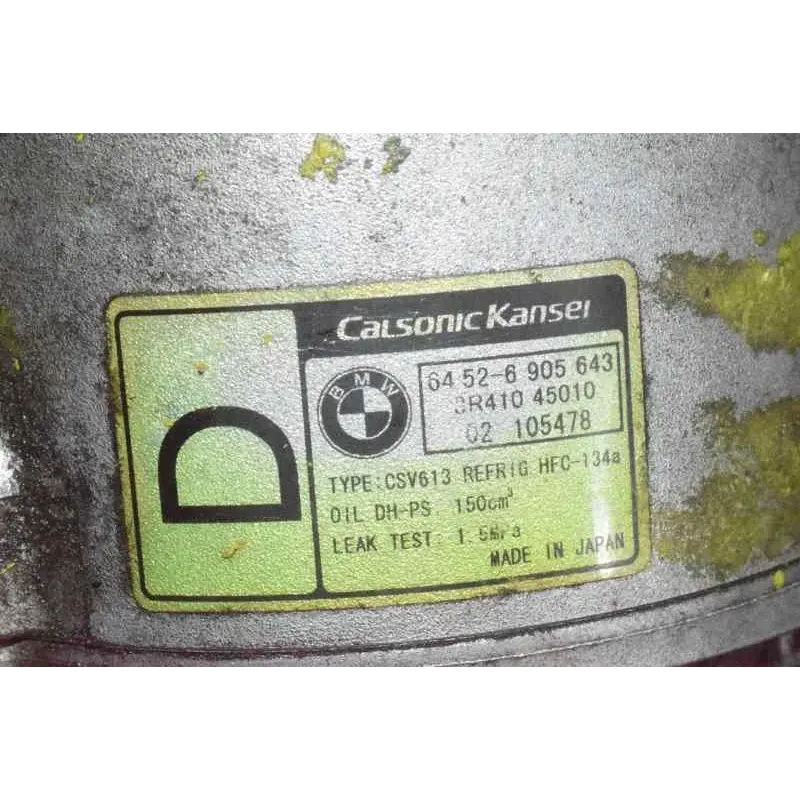 D
CALSONIC Kansei
BMW
64 52-6 905 643
8R410 45010
02 105478
TYPE:CSV613 REFRIG HFC-134a
OIL DH-PS 150cm³
LEAK TEST: 1.5MPa
MADE IN JAPAN